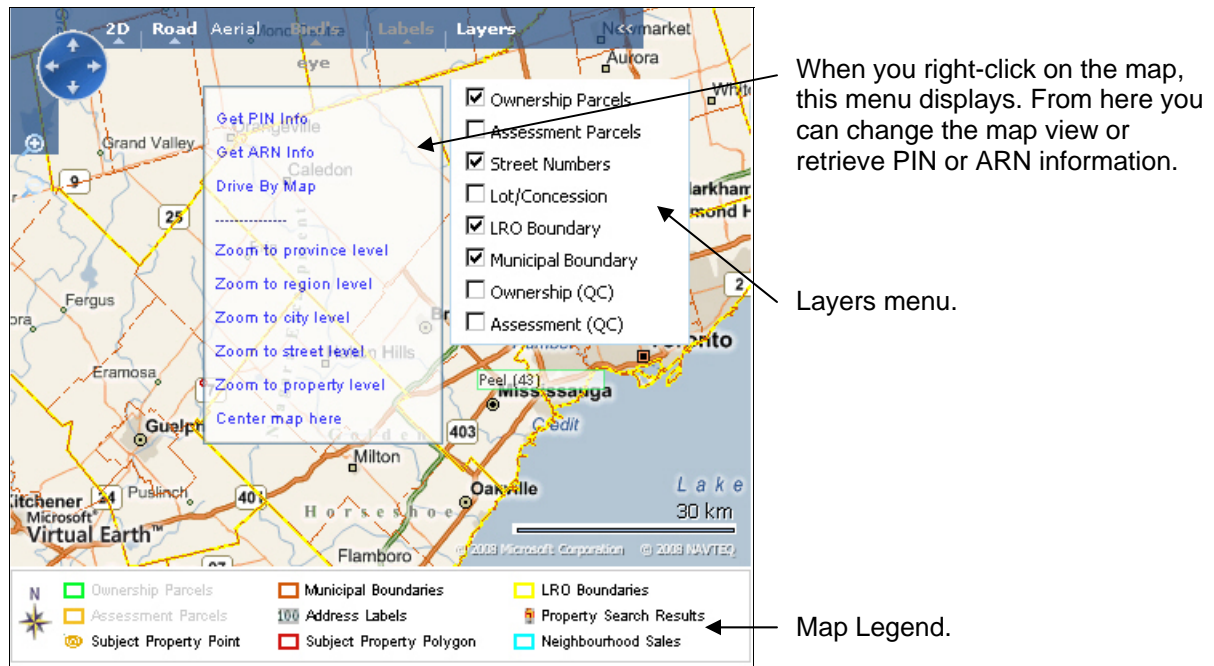 2D Road Aerial Bird's eye Labels Layers <<
Newmarket
Aurora
Grand Valley
Orangeville
Caledon
9
25
Fergus
Eramosa
Guelph
Milton
403
401
24
Puslinch
Horseshoe
Golden
Oakville
Mississauga
Credit
Peel (43)
Toronto
Lake
30 km
Flamboro
Microsoft®
Virtual Earth™
© 2008 Microsoft Corporation © 2008 NAVTEQ
Get PIN Info
Get ARN Info
Drive By Map
--------------
Zoom to province level
Zoom to region level
Zoom to city level
Zoom to street level
Zoom to property level
Center map here
Ownership Parcels
Assessment Parcels
Street Numbers
Lot/Concession
LRO Boundary
Municipal Boundary
Ownership (QC)
Assessment (QC)
When you right-click on the map,
this menu displays. From here you
can change the map view or
retrieve PIN or ARN information.
Layers menu.
N
Ownership Parcels
Municipal Boundaries
LRO Boundaries
Assessment Parcels
100 Address Labels
Property Search Results
Subject Property Point
Subject Property Polygon
Neighbourhood Sales
Map Legend.